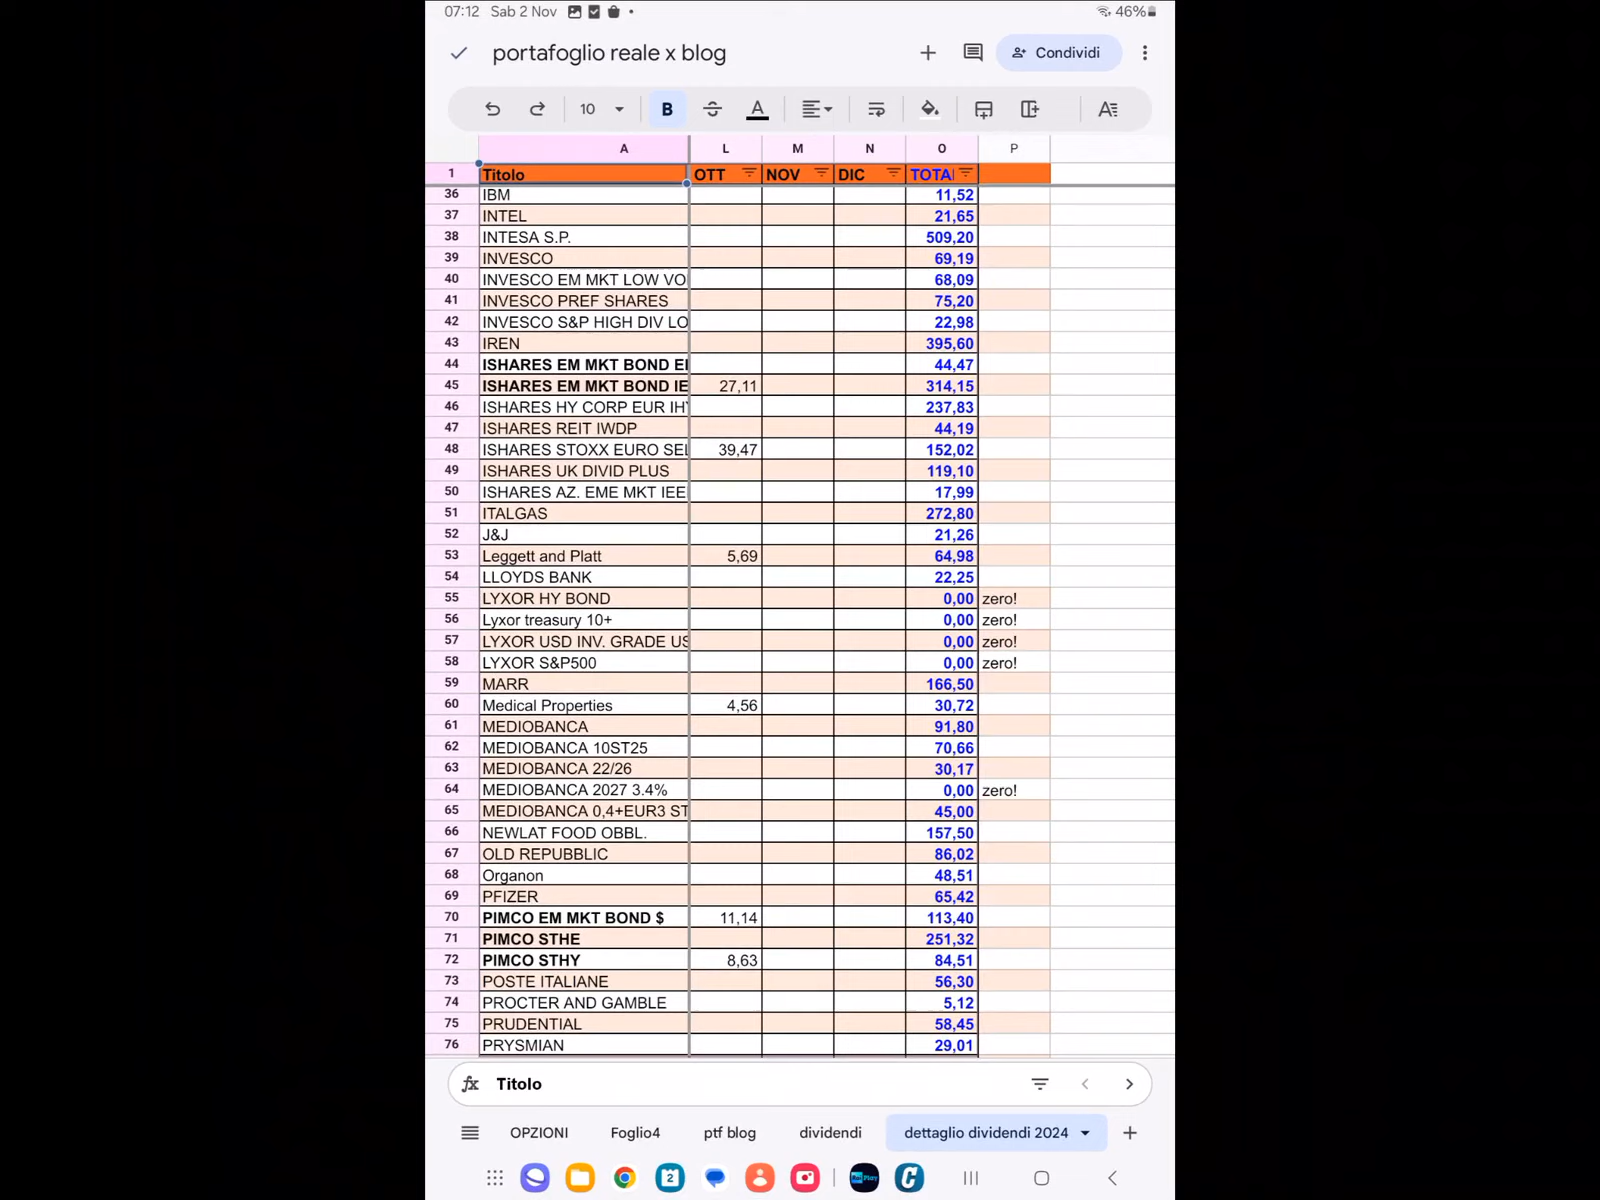 07:12 Sab 2 Nov 46%
portafoglio reale x blog Condividi
10 B A
A L M N O P
1 Titolo OTT NOV DIC TOTA
36 IBM 11,52
37 INTEL 21,65
38 INTESA S.P. 509,20
39 INVESCO 69,19
40 INVESCO EM MKT LOW VO 68,09
41 INVESCO PREF SHARES 75,20
42 INVESCO S&P HIGH DIV LO 22,98
43 IREN 395,60
44 ISHARES EM MKT BOND EI 44,47
45 ISHARES EM MKT BOND IE 27,11 314,15
46 ISHARES HY CORP EUR IHY 237,83
47 ISHARES REIT IWDP 44,19
48 ISHARES STOXX EURO SEL 39,47 152,02
49 ISHARES UK DIVID PLUS 119,10
50 ISHARES AZ. EME MKT IEE 17,99
51 ITALGAS 272,80
52 J&J 21,26
53 Leggett and Platt 5,69 64,98
54 LLOYDS BANK 22,25
55 LYXOR HY BOND 0,00 zero!
56 Lyxor treasury 10+ 0,00 zero!
57 LYXOR USD INV. GRADE US 0,00 zero!
58 LYXOR S&P500 0,00 zero!
59 MARR 166,50
60 Medical Properties 4,56 30,72
61 MEDIOBANCA 91,80
62 MEDIOBANCA 10ST25 70,66
63 MEDIOBANCA 22/26 30,17
64 MEDIOBANCA 2027 3.4% 0,00 zero!
65 MEDIOBANCA 0,4+EUR3 ST 45,00
66 NEWLAT FOOD OBBL. 157,50
67 OLD REPUBBLIC 86,02
68 Organon 48,51
69 PFIZER 65,42
70 PIMCO EM MKT BOND $ 11,14 113,40
71 PIMCO STHE 251,32
72 PIMCO STHY 8,63 84,51
73 POSTE ITALIANE 56,30
74 PROCTER AND GAMBLE 5,12
75 PRUDENTIAL 58,45
76 PRYSMIAN 29,01
fx Titolo
OPZIONI Foglio4 ptf blog dividendi dettaglio dividendi 2024
2